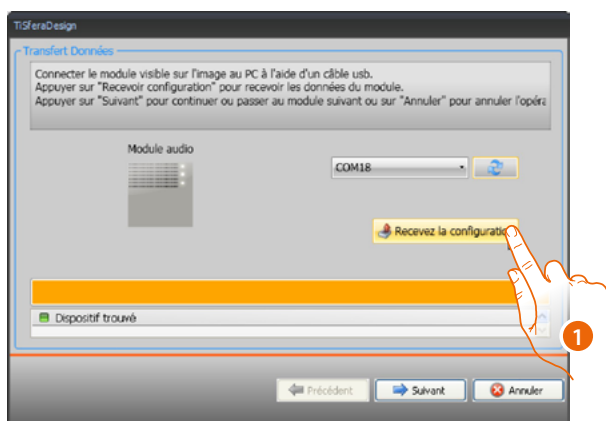 TiSferaDesign
Transfert Données
Connecter le module visible sur l'image au PC à l'aide d'un câble usb.
Appuyer sur "Recevoir configuration" pour recevoir les données du module.
Appuyer sur "Suivant" pour continuer ou passer au module suivant ou sur "Annuler" pour annuler l'opéra
Module audio
COM18
Recevez la configuration
Dispositif trouvé
1
Précédent
Suivant
Annuler